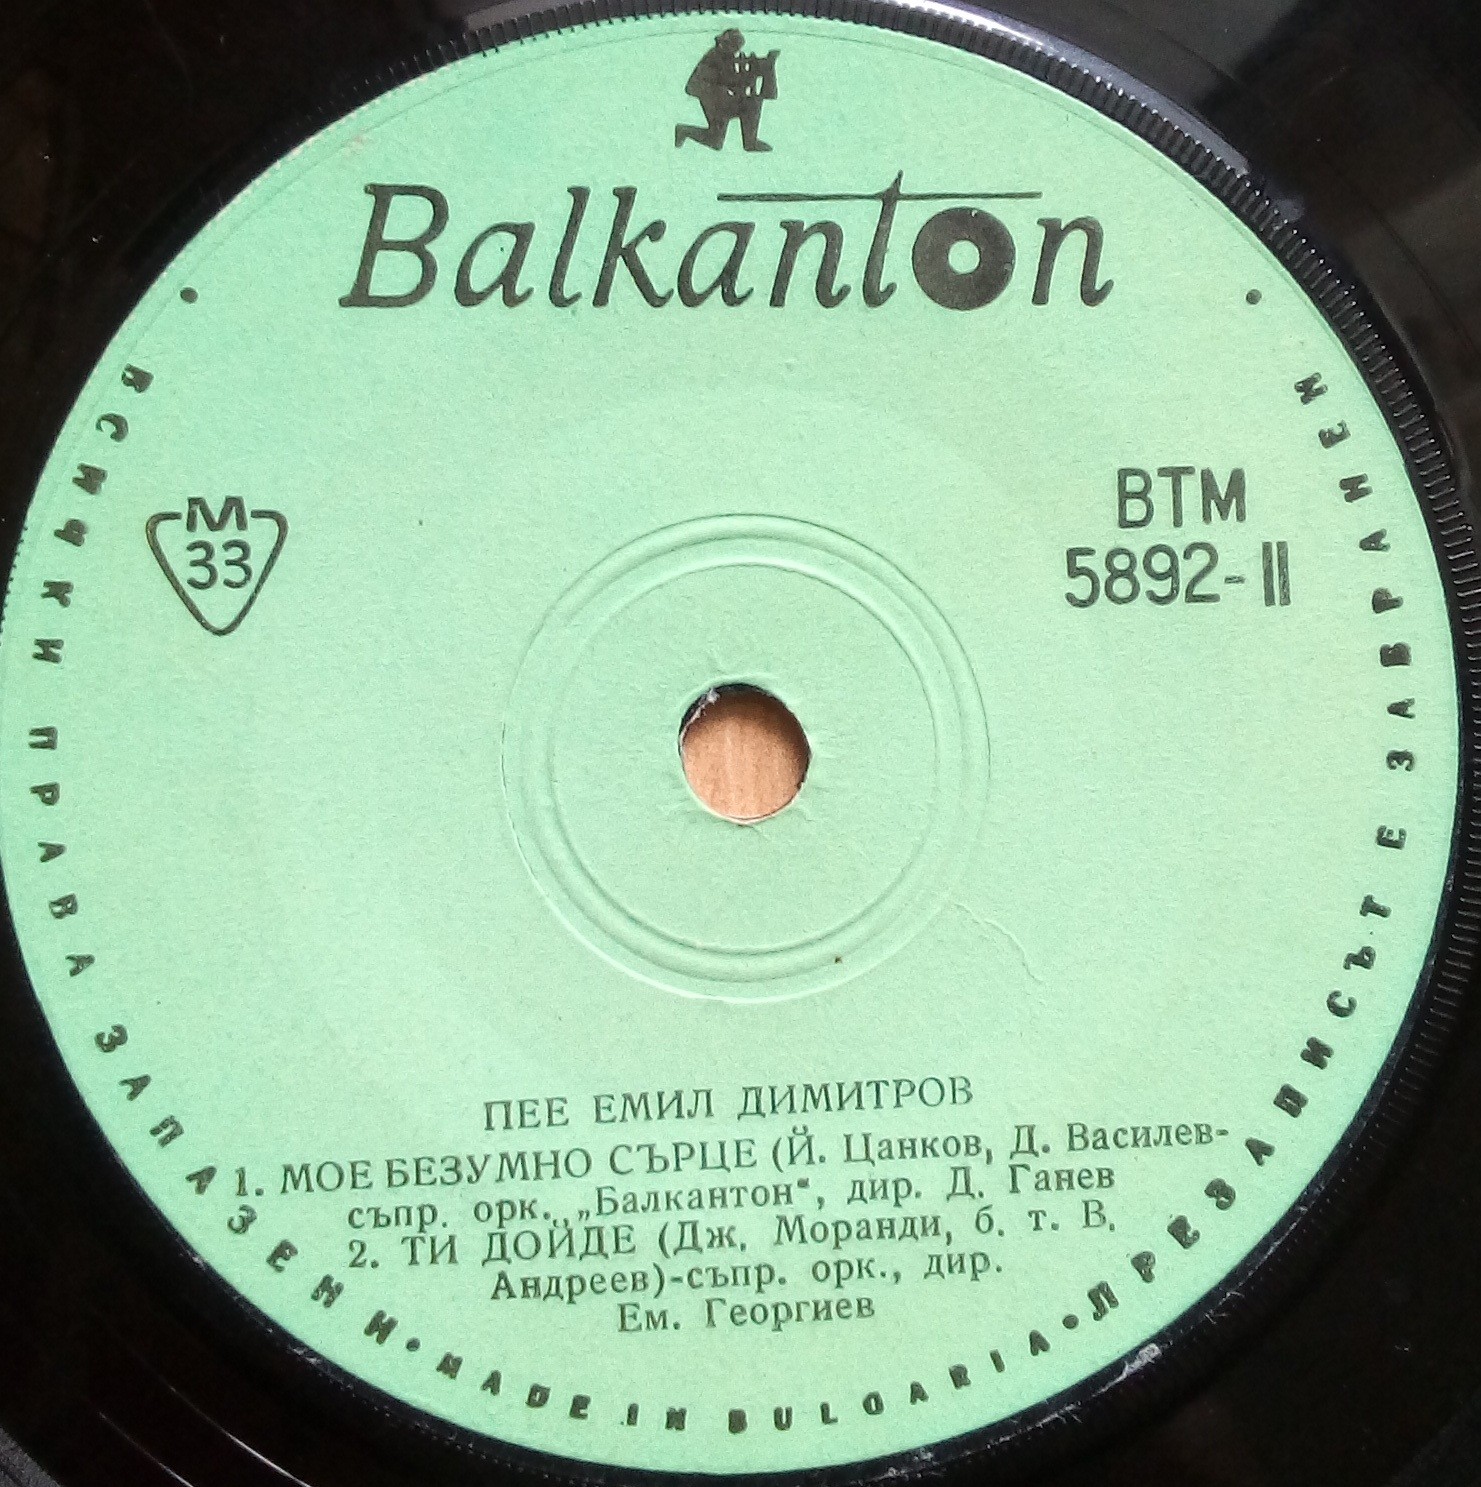 Balkanton
М
33
ВТМ
5892-II
ПЕЕ ЕМИЛ ДИМИТРОВ
1. МОЕ БЕЗУМНО СЪРЦЕ (Й. Цанков, Д. Василев-
съпр. орк. „Балкантон“, дир. Д. Ганев
2. ТИ ДОЙДЕ (Дж. Моранди, б. т. В.
Андреев)-съпр. орк., дир.
Ем. Георгиев
• ВСИЧКИ ПРАВА ЗАПАЗЕНИ • MADE IN BULGARIA • ПРЕЗАПИСЪТ Е ЗАБРАНЕН •